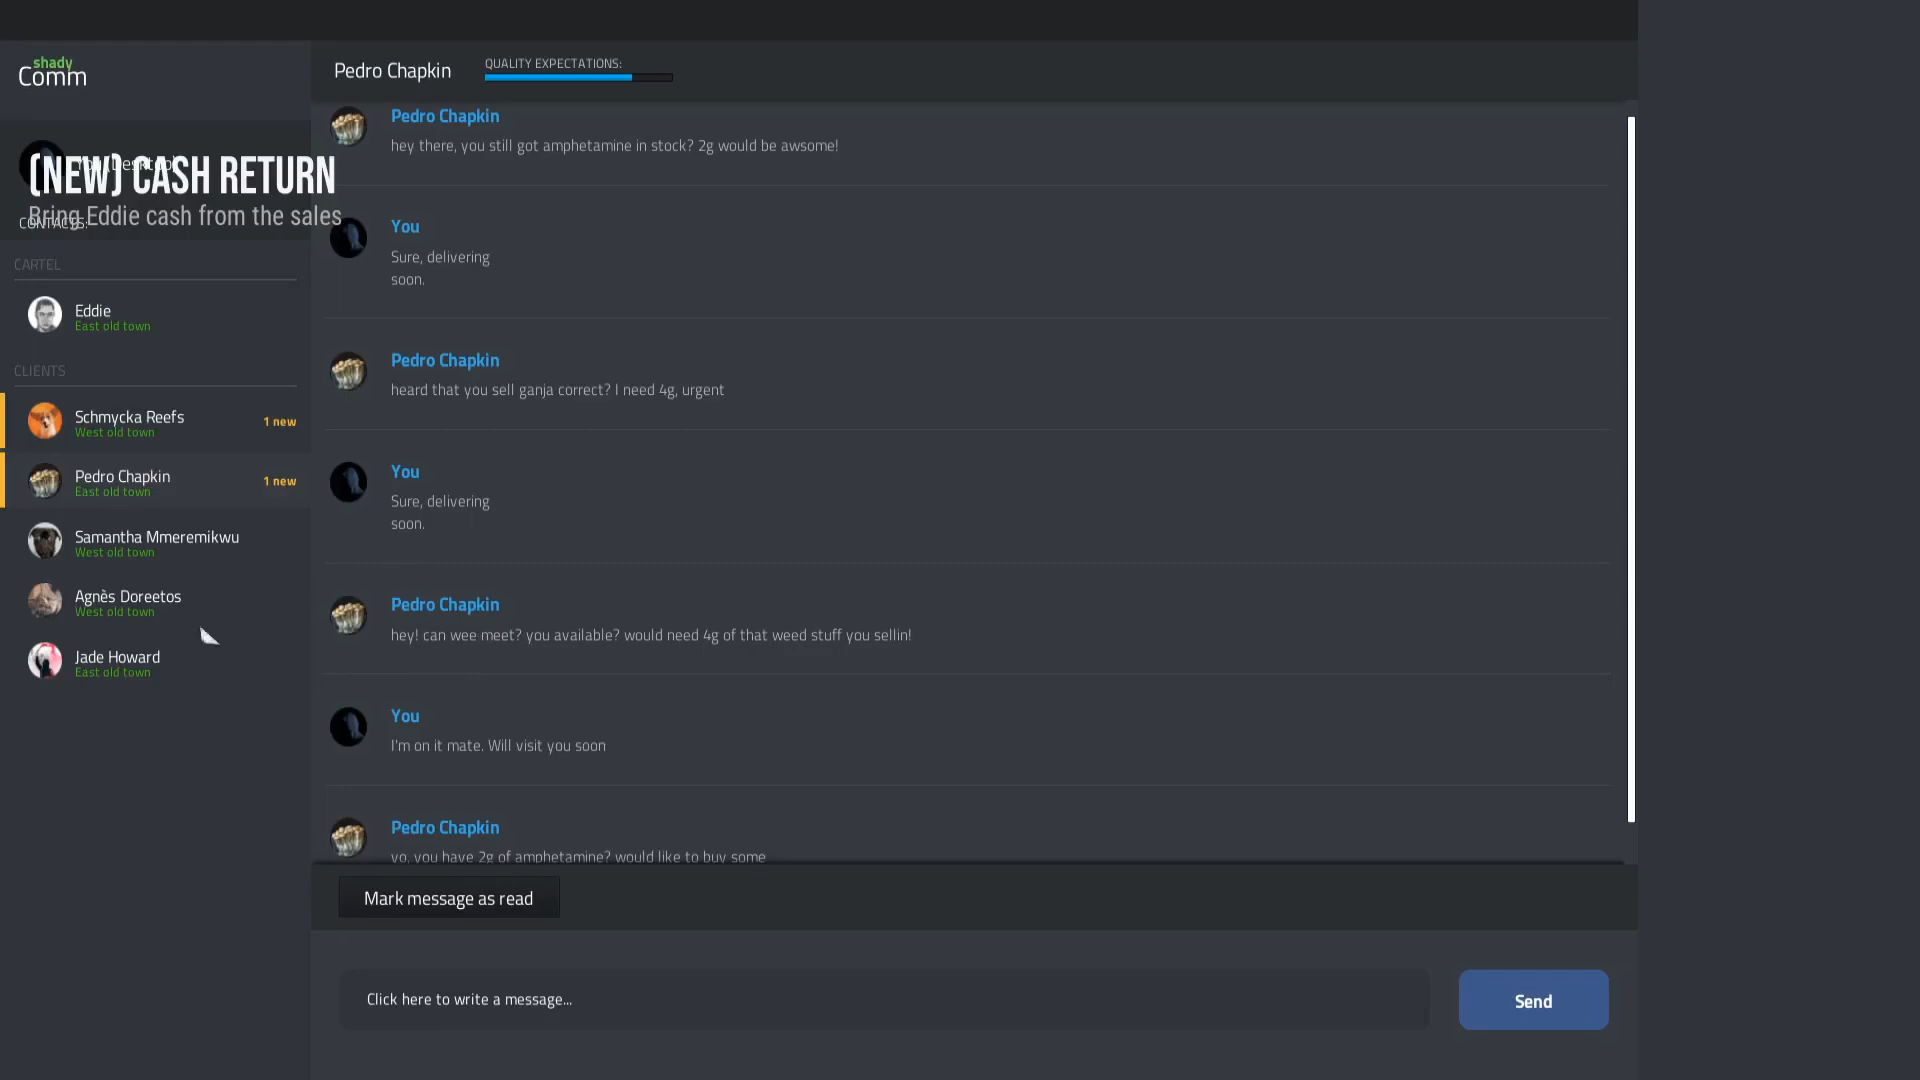 shady
Comm
You (Desktop)
(NEW) CASH RETURN
Bring Eddie cash from the sales
CONTACTS:
CARTEL
Eddie
East old town
CLIENTS
Schmycka Reefs
West old town
1 new
Pedro Chapkin
East old town
1 new
Samantha Mmeremikwu
West old town
Agnès Doreetos
West old town
Jade Howard
East old town
Pedro Chapkin
QUALITY EXPECTATIONS:
Pedro Chapkin
hey there, you still got amphetamine in stock? 2g would be awsome!
You
Sure, delivering
soon.
Pedro Chapkin
heard that you sell ganja correct? I need 4g, urgent
You
Sure, delivering
soon.
Pedro Chapkin
hey! can wee meet? you available? would need 4g of that weed stuff you sellin!
You
I'm on it mate. Will visit you soon
Pedro Chapkin
yo, you have 2g of amphetamine? would like to buy some
Mark message as read
Click here to write a message...
Send